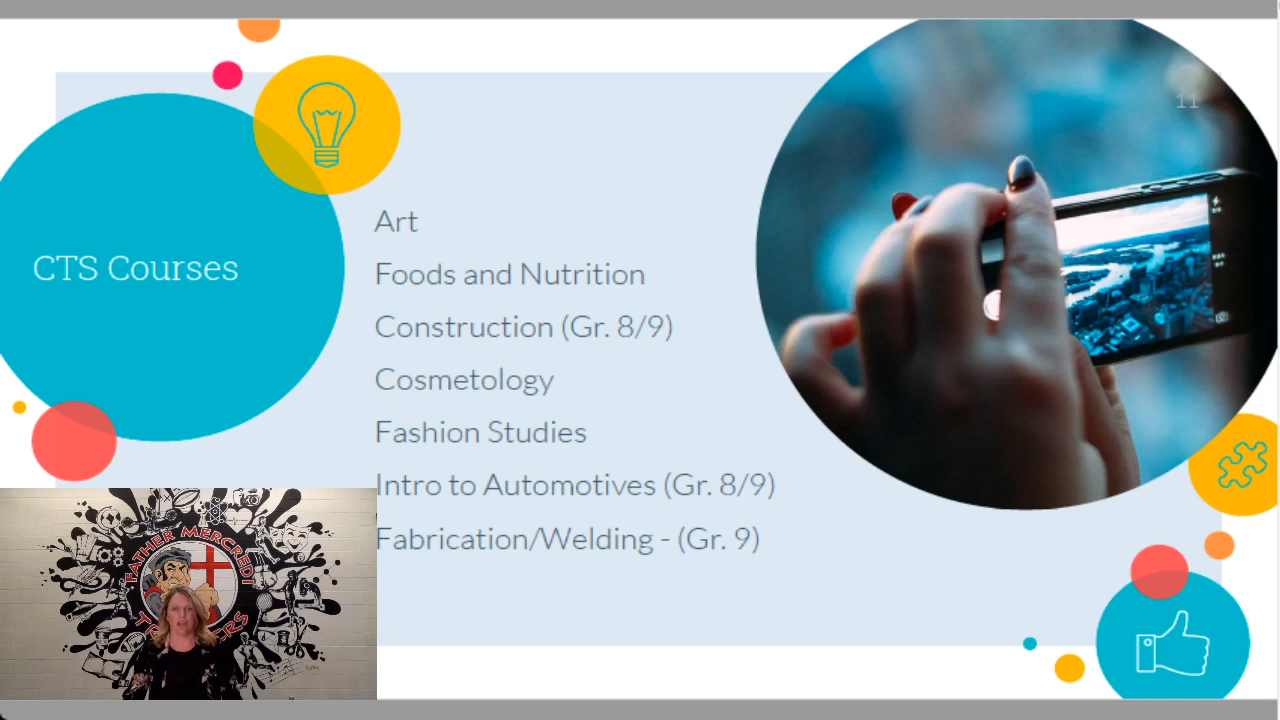 11
CTS Courses
Art
Foods and Nutrition
Construction (Gr. 8/9)
Cosmetology
Fashion Studies
Intro to Automotives (Gr. 8/9)
Fabrication/Welding - (Gr. 9)
FATHER MERCREDI